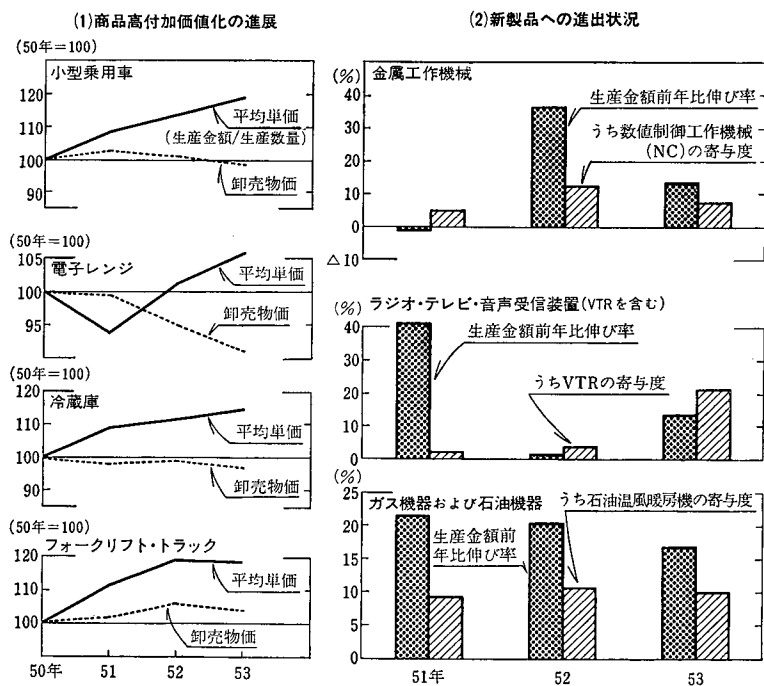 (1)商品高付加価値化の進展
(50年=100)
小型乗用車
120
110
100
90
平均単価
(生産金額/生産数量)
卸売物価
(50年=100)
電子レンジ
105
100
95
90
平均単価
卸売物価
(50年=100)
冷蔵庫
120
110
100
90
平均単価
卸売物価
(50年=100)
フォークリフト・トラック
120
110
100
平均単価
卸売物価
50年 51 52 53
(2)新製品への進出状況
(%)
金属工作機械
50
40
30
20
10
0
△10
生産金額前年比伸び率
うち数値制御工作機械
(NC)の寄与度
ラジオ・テレビ・音声受信装置(VTRを含む)
(%)
40
30
20
10
0
生産金額前年比伸び率
うちVTRの寄与度
(%)
ガス機器および石油機器
25
20
15
10
5
0
生産金額前
年比伸び率
うち石油温風暖房機の寄与度
51年 52 53